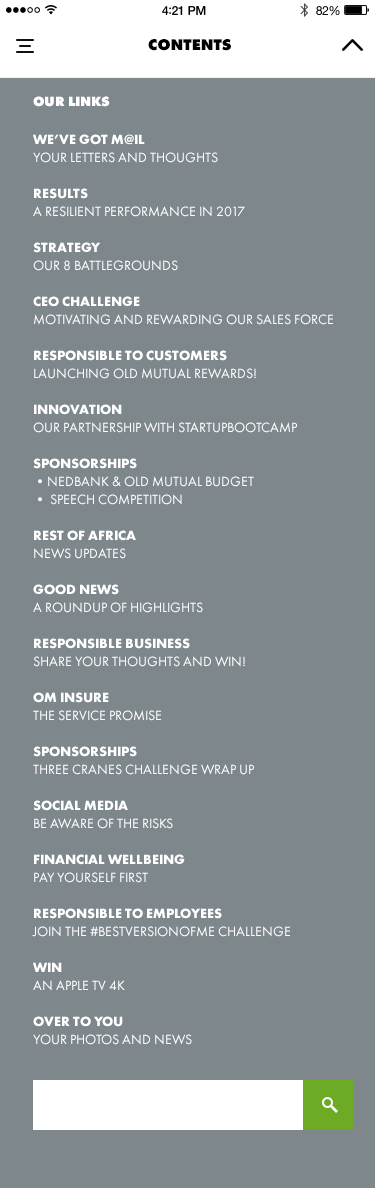 4:21 PM
82%
CONTENTS
OUR LINKS
WE'VE GOT M@IL
YOUR LETTERS AND THOUGHTS
RESULTS
A RESILIENT PERFORMANCE IN 2017
STRATEGY
OUR 8 BATTLEGROUNDS
CEO CHALLENGE
MOTIVATING AND REWARDING OUR SALES FORCE
RESPONSIBLE TO CUSTOMERS
LAUNCHING OLD MUTUAL REWARDS!
INNOVATION
OUR PARTNERSHIP WITH STARTUPBOOTCAMP
SPONSORSHIPS
• NEDBANK & OLD MUTUAL BUDGET
• SPEECH COMPETITION
REST OF AFRICA
NEWS UPDATES
GOOD NEWS
A ROUNDUP OF HIGHLIGHTS
RESPONSIBLE BUSINESS
SHARE YOUR THOUGHTS AND WIN!
OM INSURE
THE SERVICE PROMISE
SPONSORSHIPS
THREE CRANES CHALLENGE WRAP UP
SOCIAL MEDIA
BE AWARE OF THE RISKS
FINANCIAL WELLBEING
PAY YOURSELF FIRST
RESPONSIBLE TO EMPLOYEES
JOIN THE #BESTVERSIONOFME CHALLENGE
WIN
AN APPLE TV 4K
OVER TO YOU
YOUR PHOTOS AND NEWS